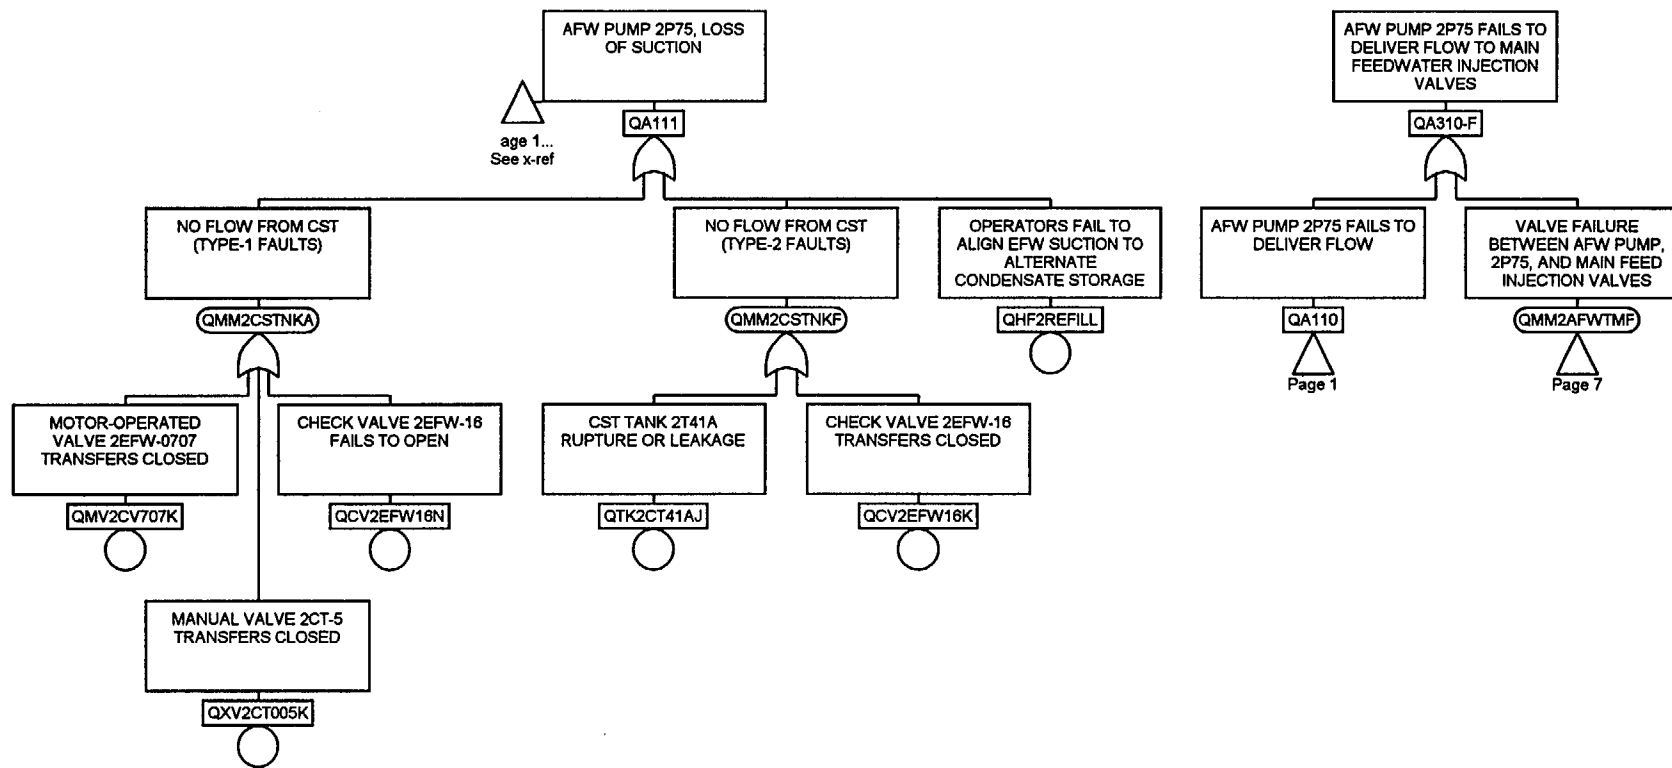 AFW PUMP 2P75, LOSS
OF SUCTION
QA111
age 1...
See x-ref
NO FLOW FROM CST
(TYPE-1 FAULTS)
QMM2CSTNKA
NO FLOW FROM CST
(TYPE-2 FAULTS)
QMM2CSTNKF
OPERATORS FAIL TO
ALIGN EFW SUCTION TO
ALTERNATE
CONDENSATE STORAGE
QHF2REFILL
MOTOR-OPERATED
VALVE 2EFW-0707
TRANSFERS CLOSED
QMV2CV707K
CHECK VALVE 2EFW-16
FAILS TO OPEN
QCV2EFW16N
MANUAL VALVE 2CT-5
TRANSFERS CLOSED
QXV2CT005K
CST TANK 2T41A
RUPTURE OR LEAKAGE
QTK2CT41AJ
CHECK VALVE 2EFW-16
TRANSFERS CLOSED
QCV2EFW16K
AFW PUMP 2P75 FAILS TO
DELIVER FLOW TO MAIN
FEEDWATER INJECTION
VALVES
QA310-F
AFW PUMP 2P75 FAILS TO
DELIVER FLOW
QA110
Page 1
VALVE FAILURE
BETWEEN AFW PUMP,
2P75, AND MAIN FEED
INJECTION VALVES
QMM2AFWTMF
Page 7